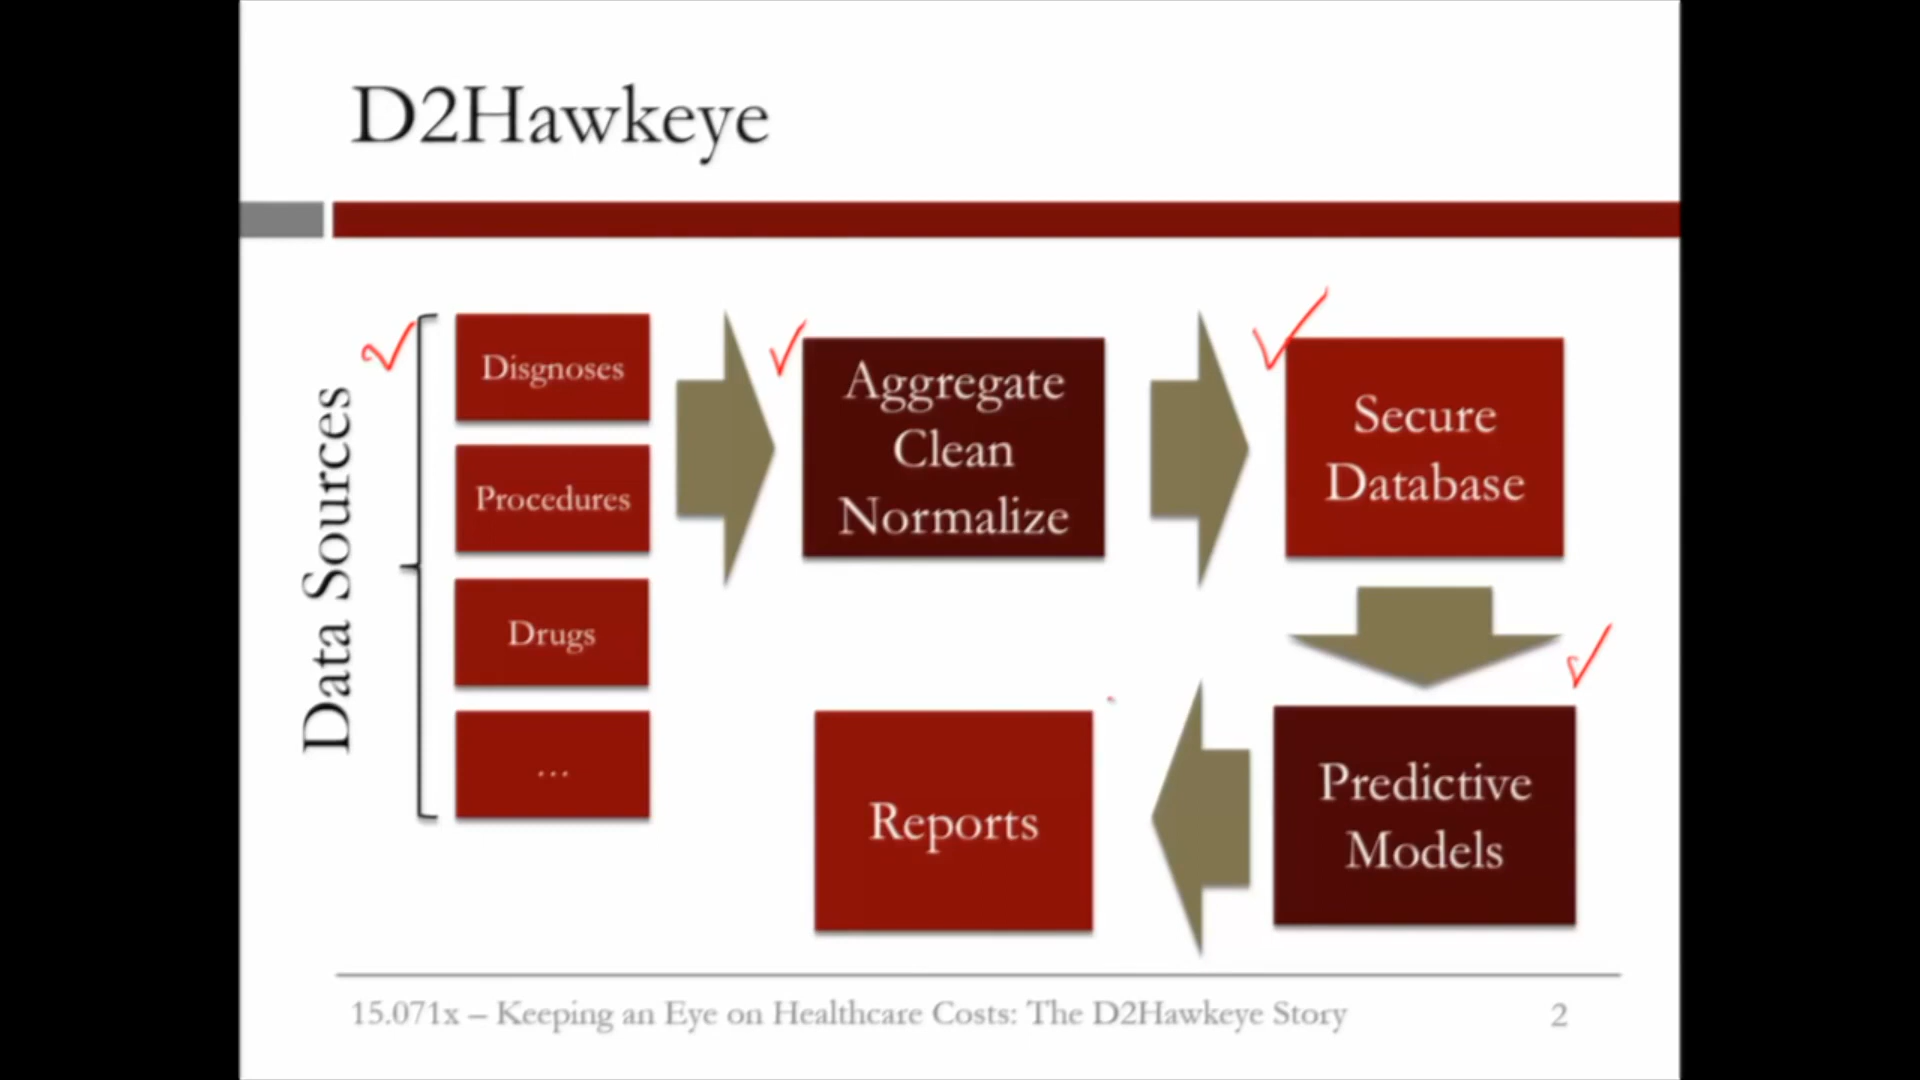 D2Hawkeye
Data Sources
Disgnoses
Procedures
Drugs
...
Aggregate
Clean
Normalize
Secure
Database
Predictive
Models
Reports
15.071x – Keeping an Eye on Healthcare Costs: The D2Hawkeye Story
2